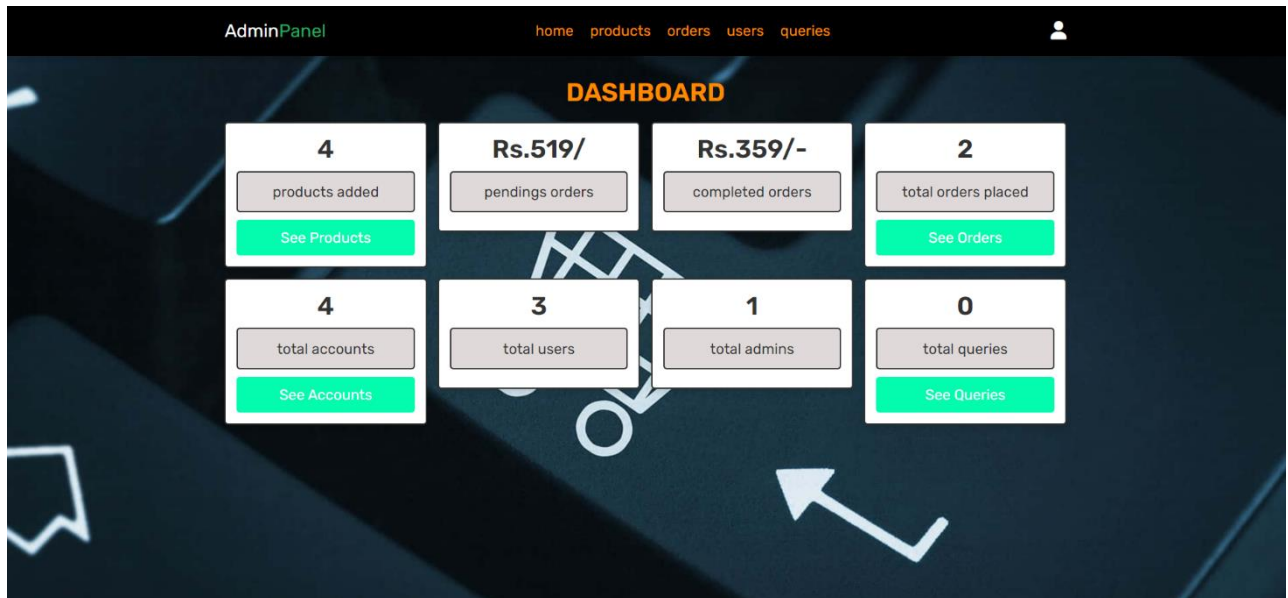 AdminPanel home products orders users queries
DASHBOARD
4
products added
See Products
Rs.519/
pendings orders
Rs.359/-
completed orders
2
total orders placed
See Orders
4
total accounts
See Accounts
3
total users
1
total admins
0
total queries
See Queries